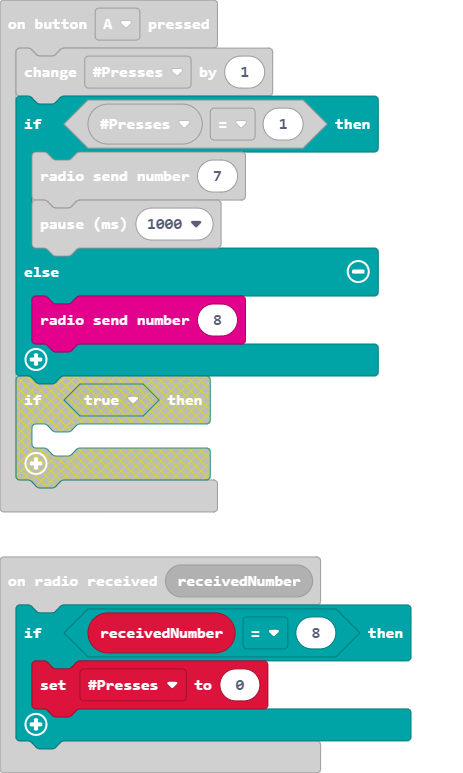 on button A pressed
change #Presses by 1
if #Presses = 1 then
radio send number 7
pause (ms) 1000
else
radio send number 8
if true then
on radio received receivedNumber
if receivedNumber = 8 then
set #Presses to 0